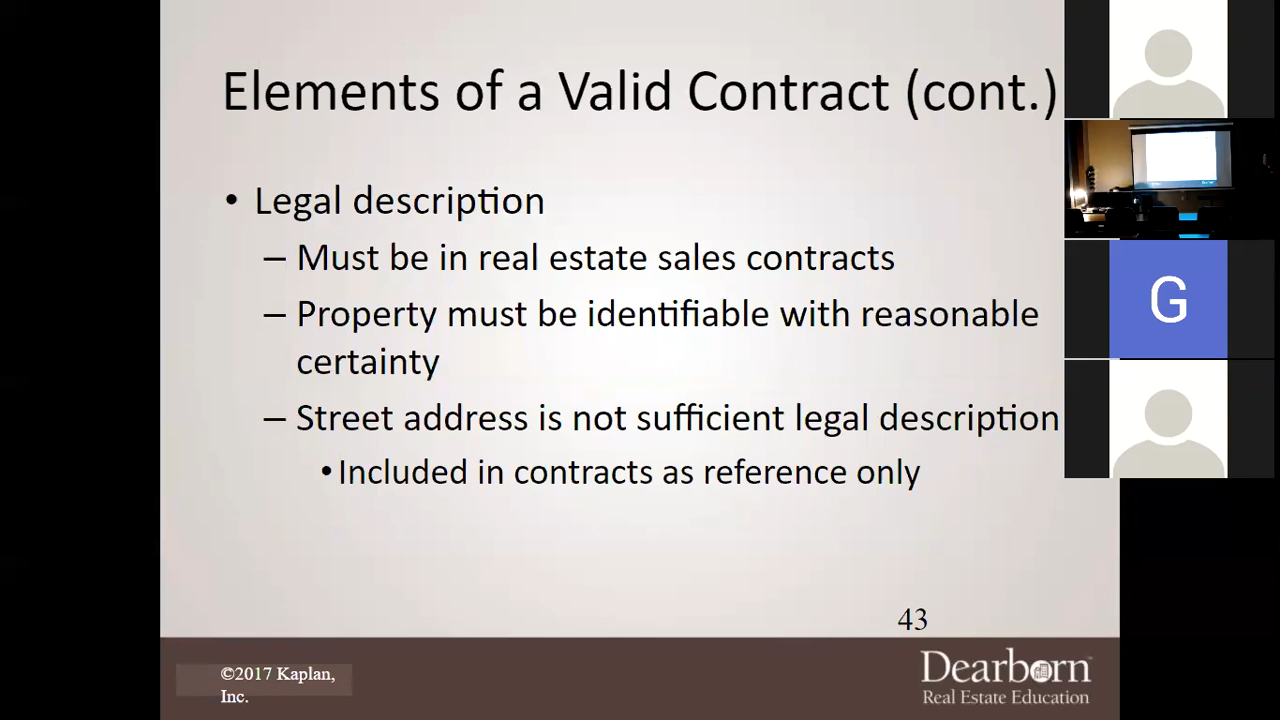 Elements of a Valid Contract (cont.)
• Legal description
– Must be in real estate sales contracts
– Property must be identifiable with reasonable
certainty
– Street address is not sufficient legal description
• Included in contracts as reference only
G
43
©2017 Kaplan,
Inc.
Dearborn
Real Estate Education